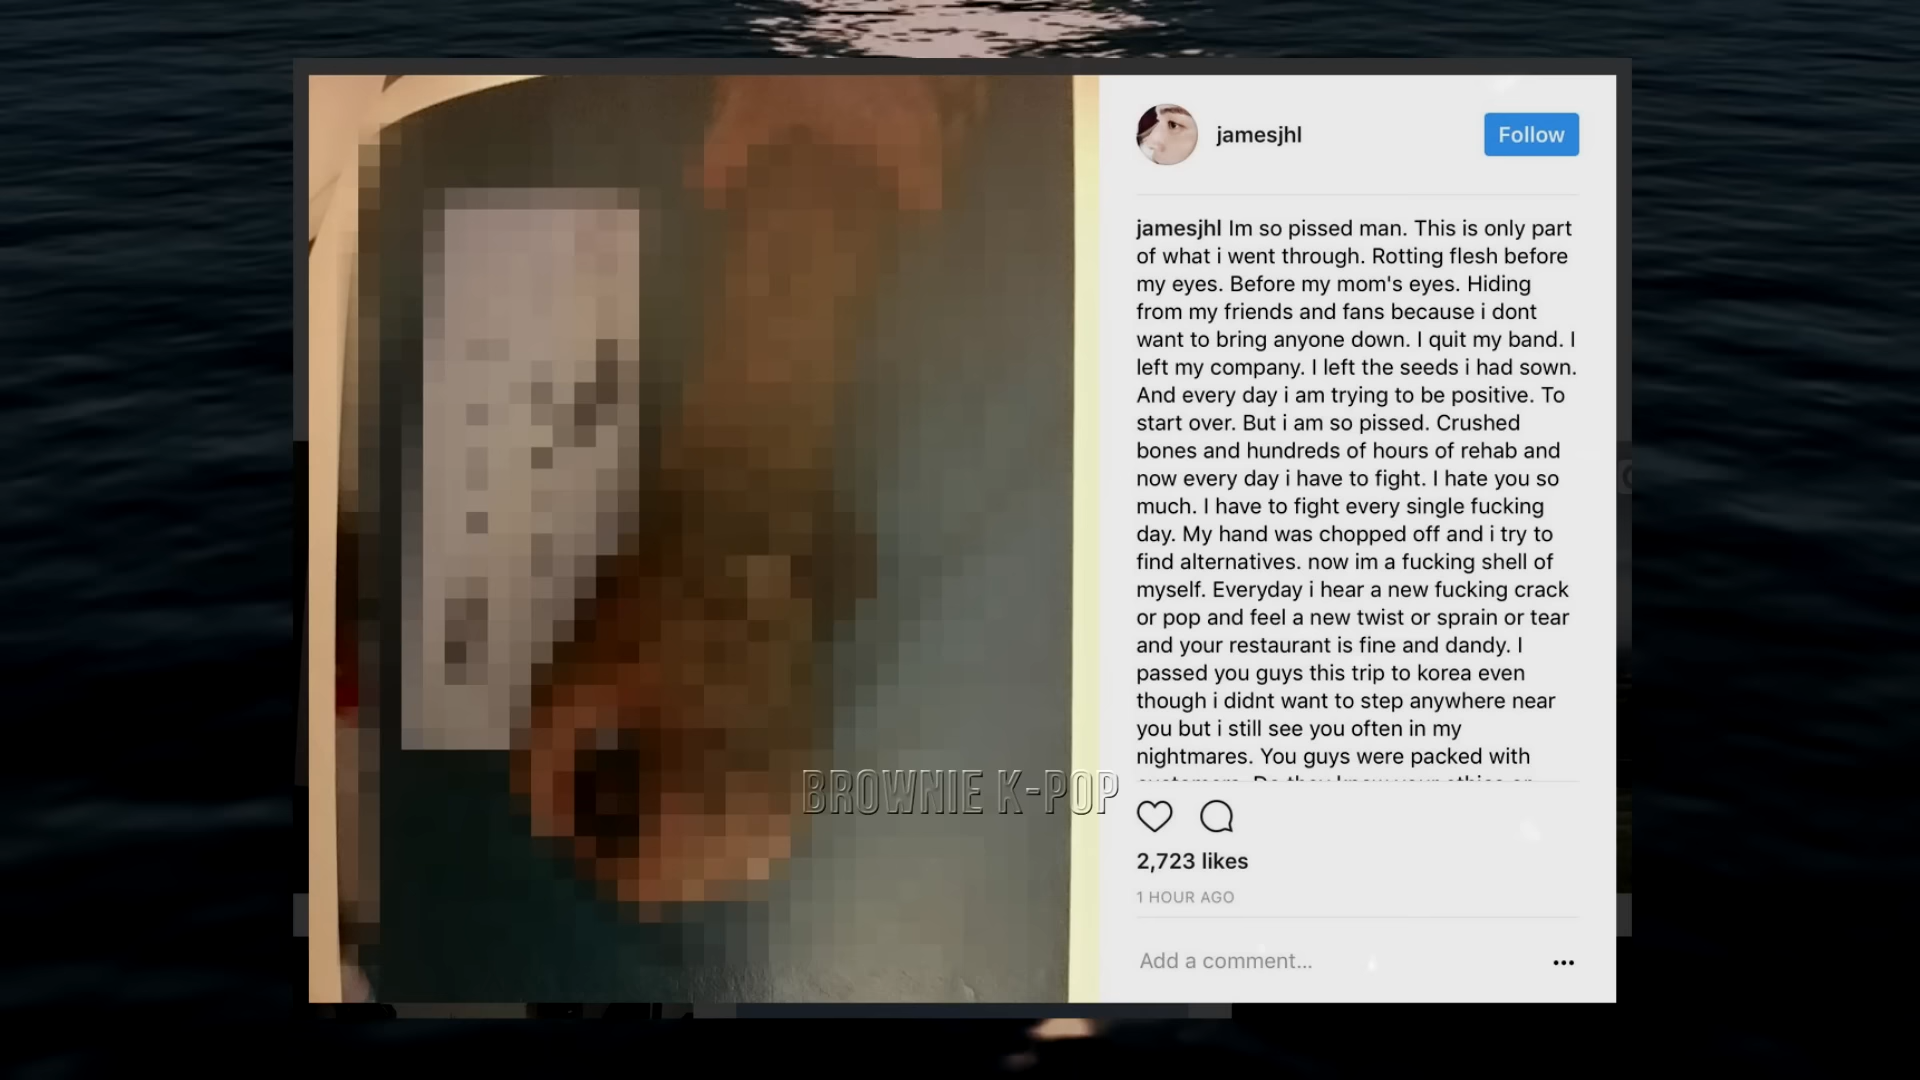 jamesjhl
Follow
jamesjhl Im so pissed man. This is only part
of what i went through. Rotting flesh before
my eyes. Before my mom's eyes. Hiding
from my friends and fans because i dont
want to bring anyone down. I quit my band. I
left my company. I left the seeds i had sown.
And every day i am trying to be positive. To
start over. But i am so pissed. Crushed
bones and hundreds of hours of rehab and
now every day i have to fight. I hate you so
much. I have to fight every single fucking
day. My hand was chopped off and i try to
find alternatives. now im a fucking shell of
myself. Everyday i hear a new fucking crack
or pop and feel a new twist or sprain or tear
and your restaurant is fine and dandy. I
passed you guys this trip to korea even
though i didnt want to step anywhere near
you but i still see you often in my
nightmares. You guys were packed with
BROWNIE K-POP
2,723 likes
1 HOUR AGO
Add a comment...